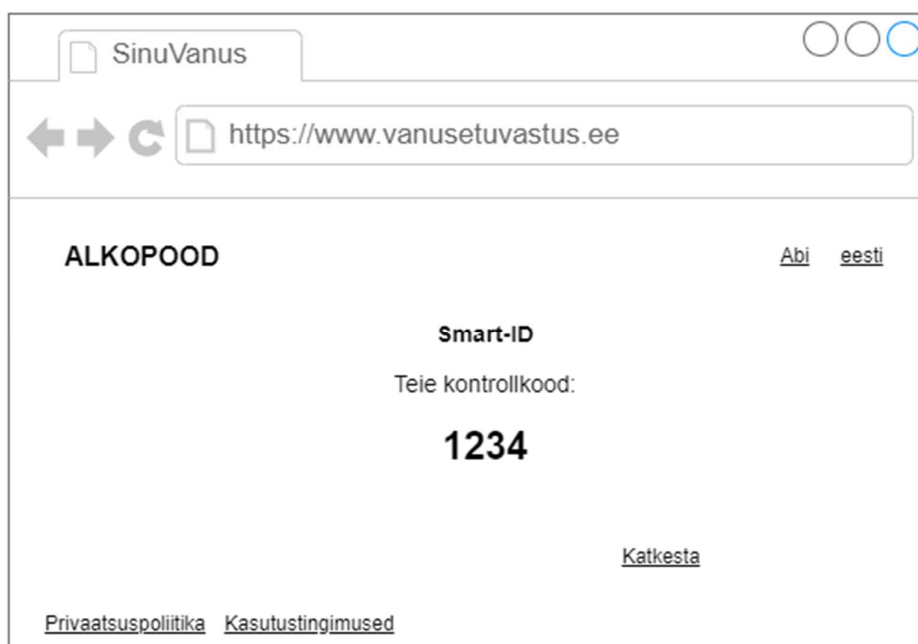 SinuVanus
https://www.vanusetuvastus.ee
ALKOPOOD Abi eesti
Smart-ID
Teie kontrollkood:
1234
Katkesta
Privaatsuspoliitika Kasutustingimused